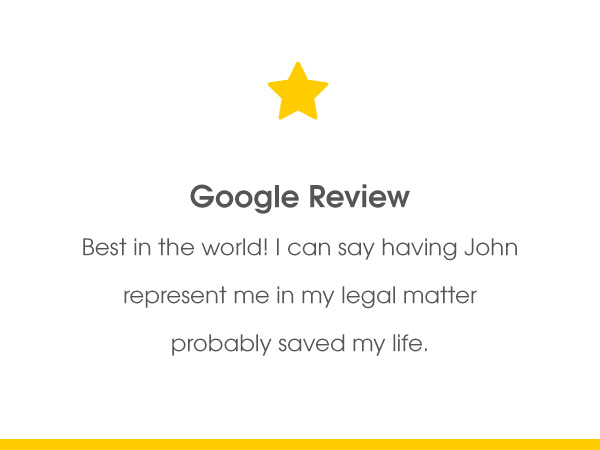 Google Review
Best in the world! I can say having John
represent me in my legal matter
probably saved my life.